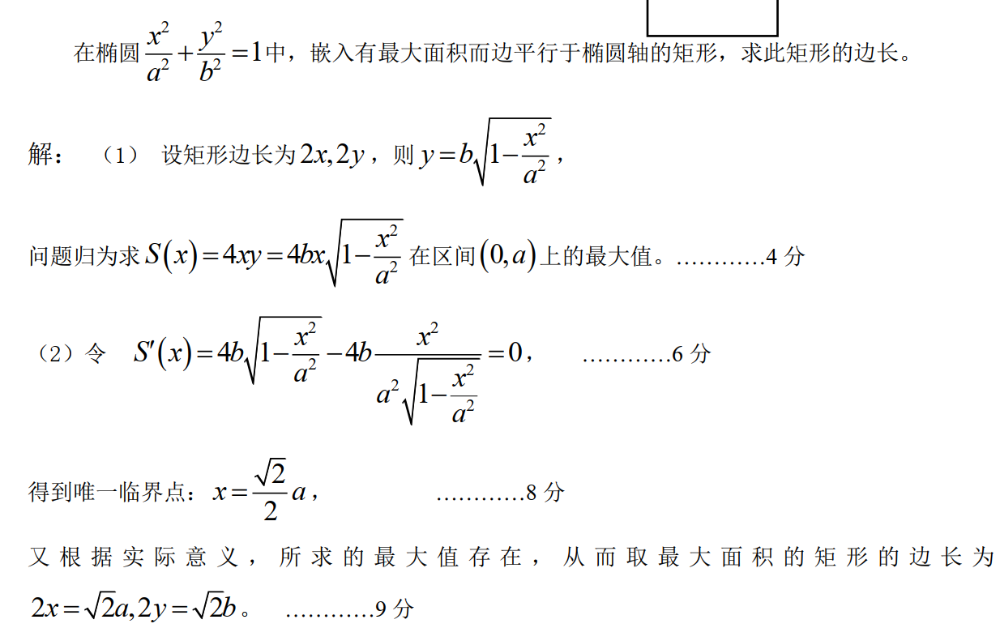 在椭圆 $\frac{x^2}{a^2}+\frac{y^2}{b^2}=1$ 中，嵌入有最大面积而边平行于椭圆轴的矩形，求此矩形的边长。
解： （1） 设矩形边长为 $2x,2y$，则 $y=b\sqrt{1-\frac{x^2}{a^2}}$，
问题归为求 $S(x)=4xy=4bx\sqrt{1-\frac{x^2}{a^2}}$ 在区间 $(0,a)$ 上的最大值。…………4 分
（2）令 $S'(x)=4b\sqrt{1-\frac{x^2}{a^2}}-4b\frac{x^2}{a^2\sqrt{1-\frac{x^2}{a^2}}}=0$， …………6 分
得到唯一临界点：$x=\frac{\sqrt{2}}{2}a$， …………8 分
又根据实际意义，所求的最大值存在，从而取最大面积的矩形的边长为
$2x=\sqrt{2}a,2y=\sqrt{2}b$。 …………9 分